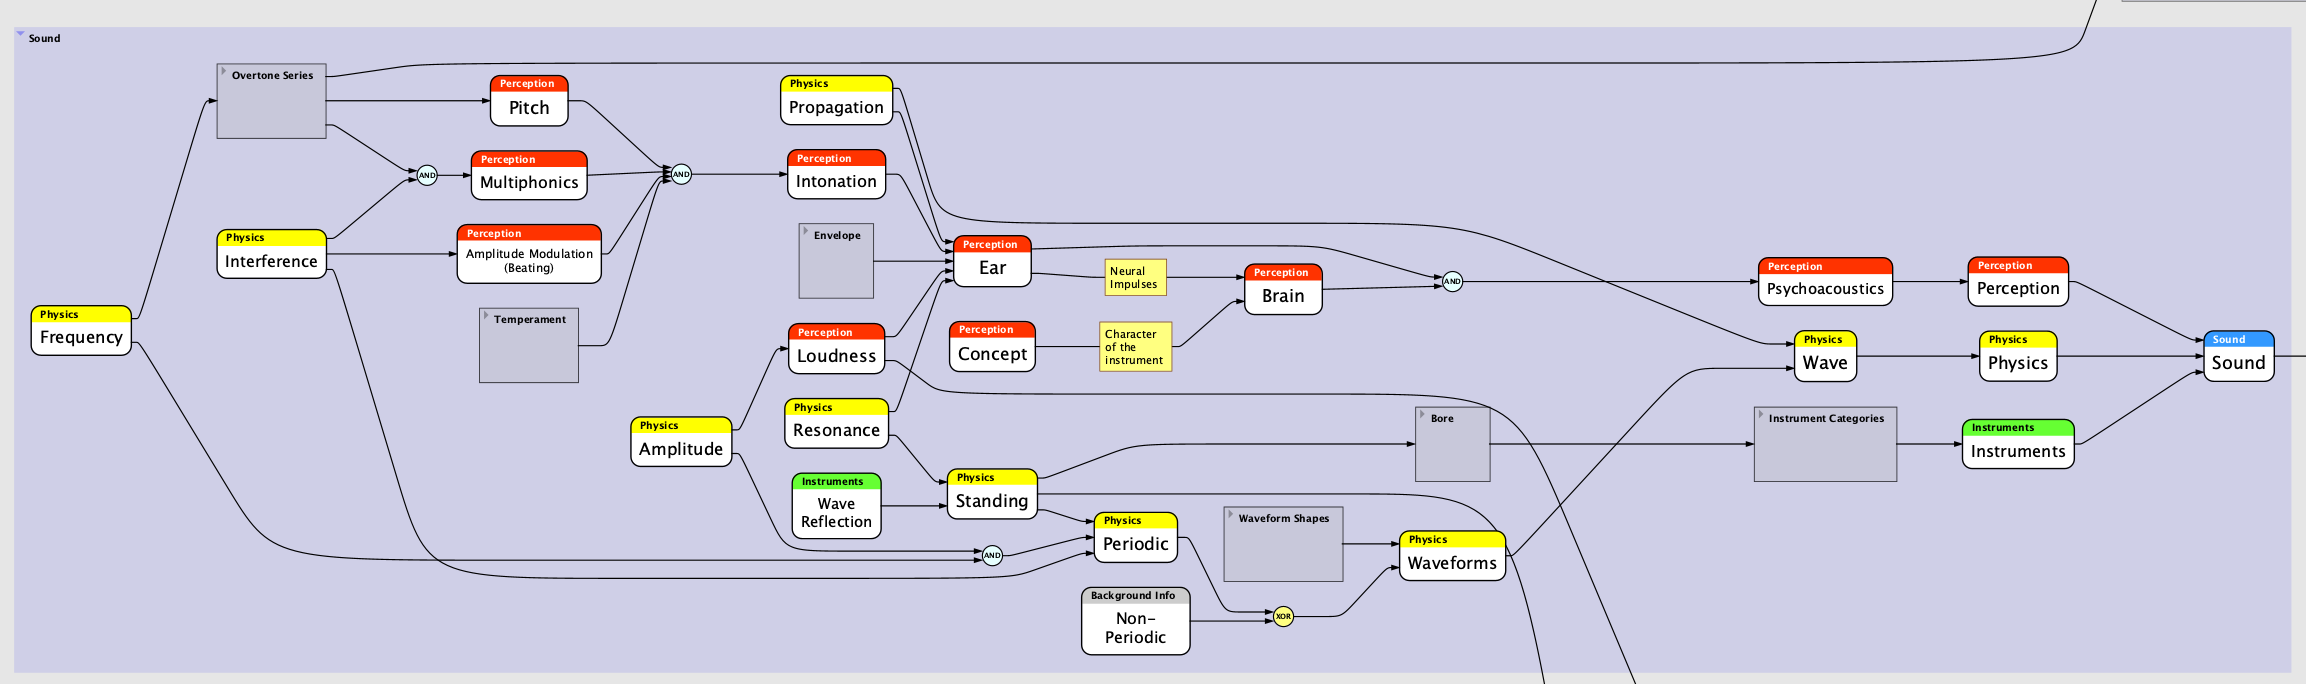 Sound
Overtone Series
Perception
Pitch
Physics
Propagation
Perception
Multiphonics
AND
AND
Perception
Intonation
Physics
Interference
Perception
Amplitude Modulation
(Beating)
Envelope
Perception
Ear
Neural
Impulses
Perception
Brain
AND
Perception
Psychoacoustics
Perception
Perception
Physics
Frequency
Temperament
Perception
Loudness
Perception
Concept
Character
of the
instrument
Physics
Wave
Physics
Physics
Sound
Sound
Physics
Amplitude
Physics
Resonance
Bore
Instrument Categories
Instruments
Instruments
Instruments
Wave
Reflection
Physics
Standing
Physics
Periodic
Waveform Shapes
Physics
Waveforms
AND
Background Info
Non-
Periodic
XOR